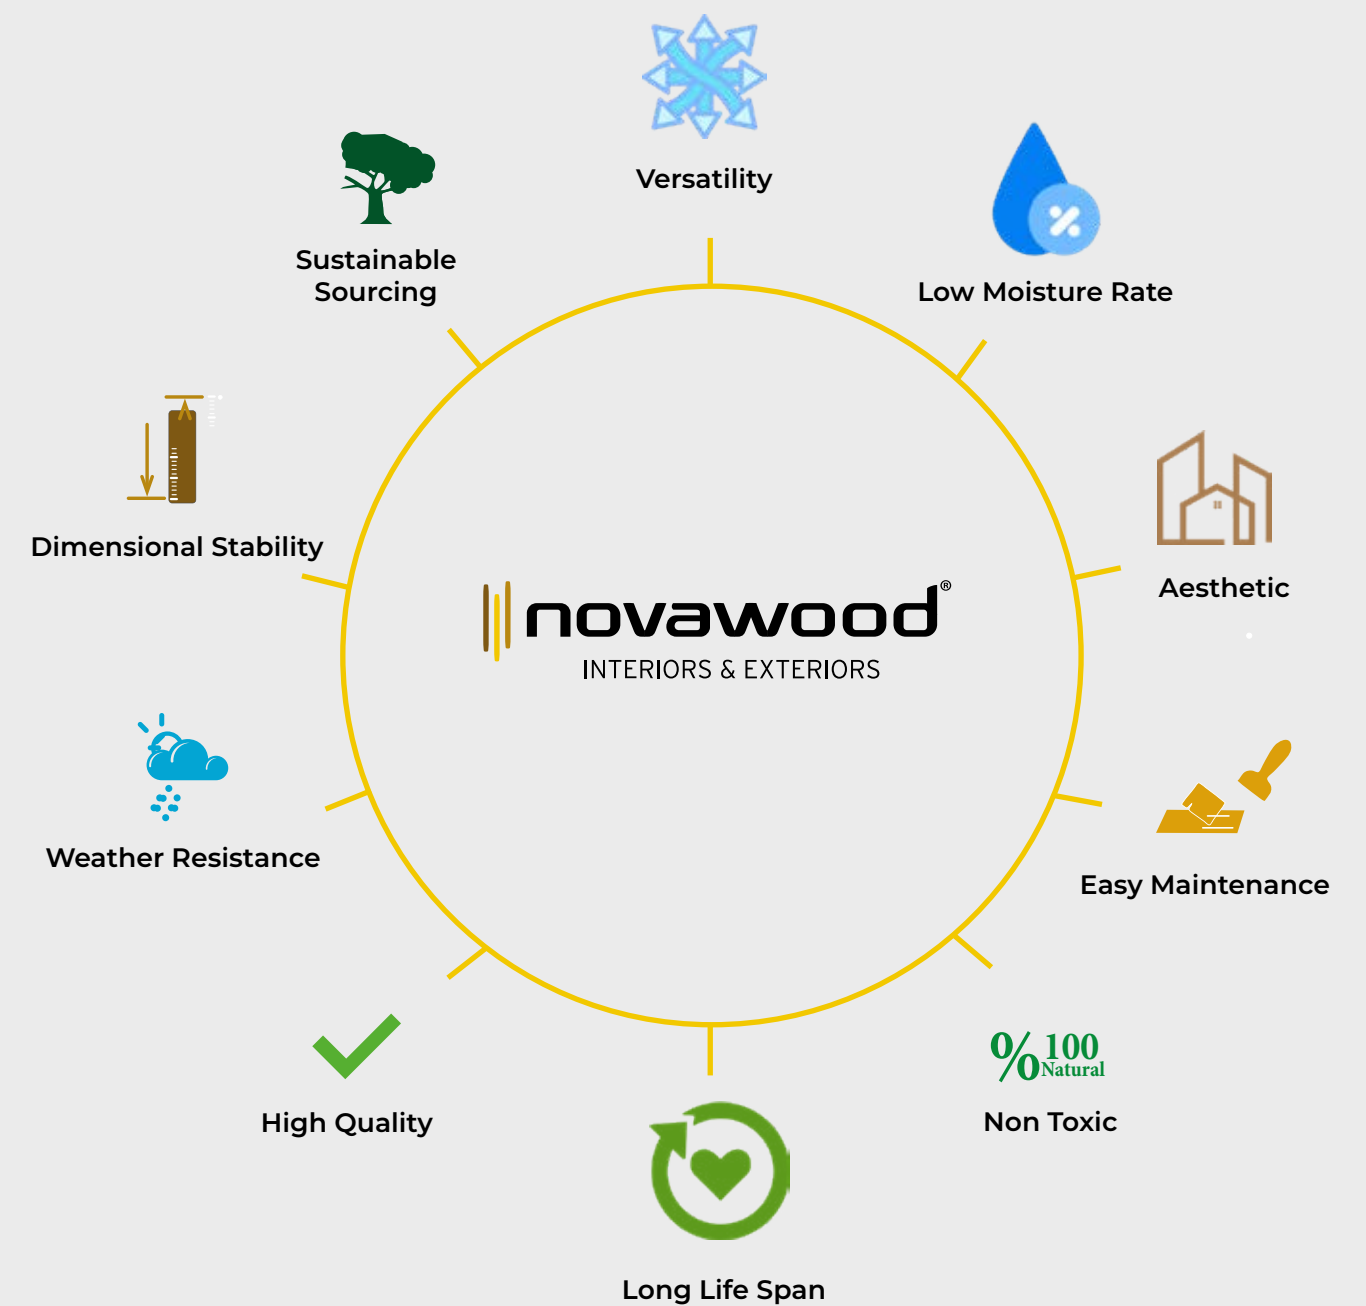 Versatility
Low Moisture Rate
Sustainable
Sourcing
Dimensional Stability
Aesthetic
novawood®
INTERIORS & EXTERIORS
Weather Resistance
Easy Maintenance
High Quality
%100
Natural
Non Toxic
Long Life Span